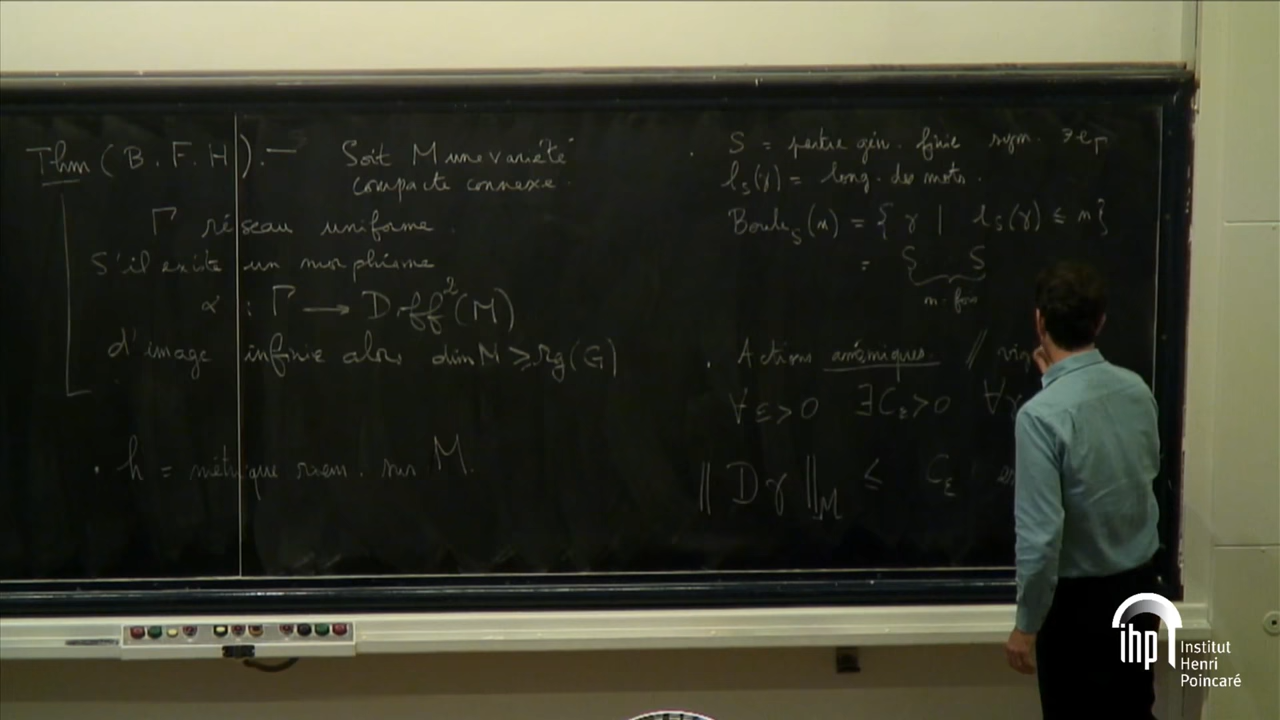 Thm (B.F.H). — Soit M une variété
compacte connexe.
Γ réseau uniforme.
S'il existe un morphisme
α : Γ → Diff²(M)
d'image infinie alors dim M ≥ Rg(G)
• h = métrique riem. sur M.
• S = partie gén. finie sym. ∋ e_Γ
l_S(γ) = long. des mots.
Boule_S(n) = { γ | l_S(γ) ≤ n }
= S S
n-fois
• Actions anémiques. //
∀ε>0 ∃C_ε>0 ∀γ
‖Dγ‖_M ≤ C_ε
ihp Institut
Henri
Poincaré